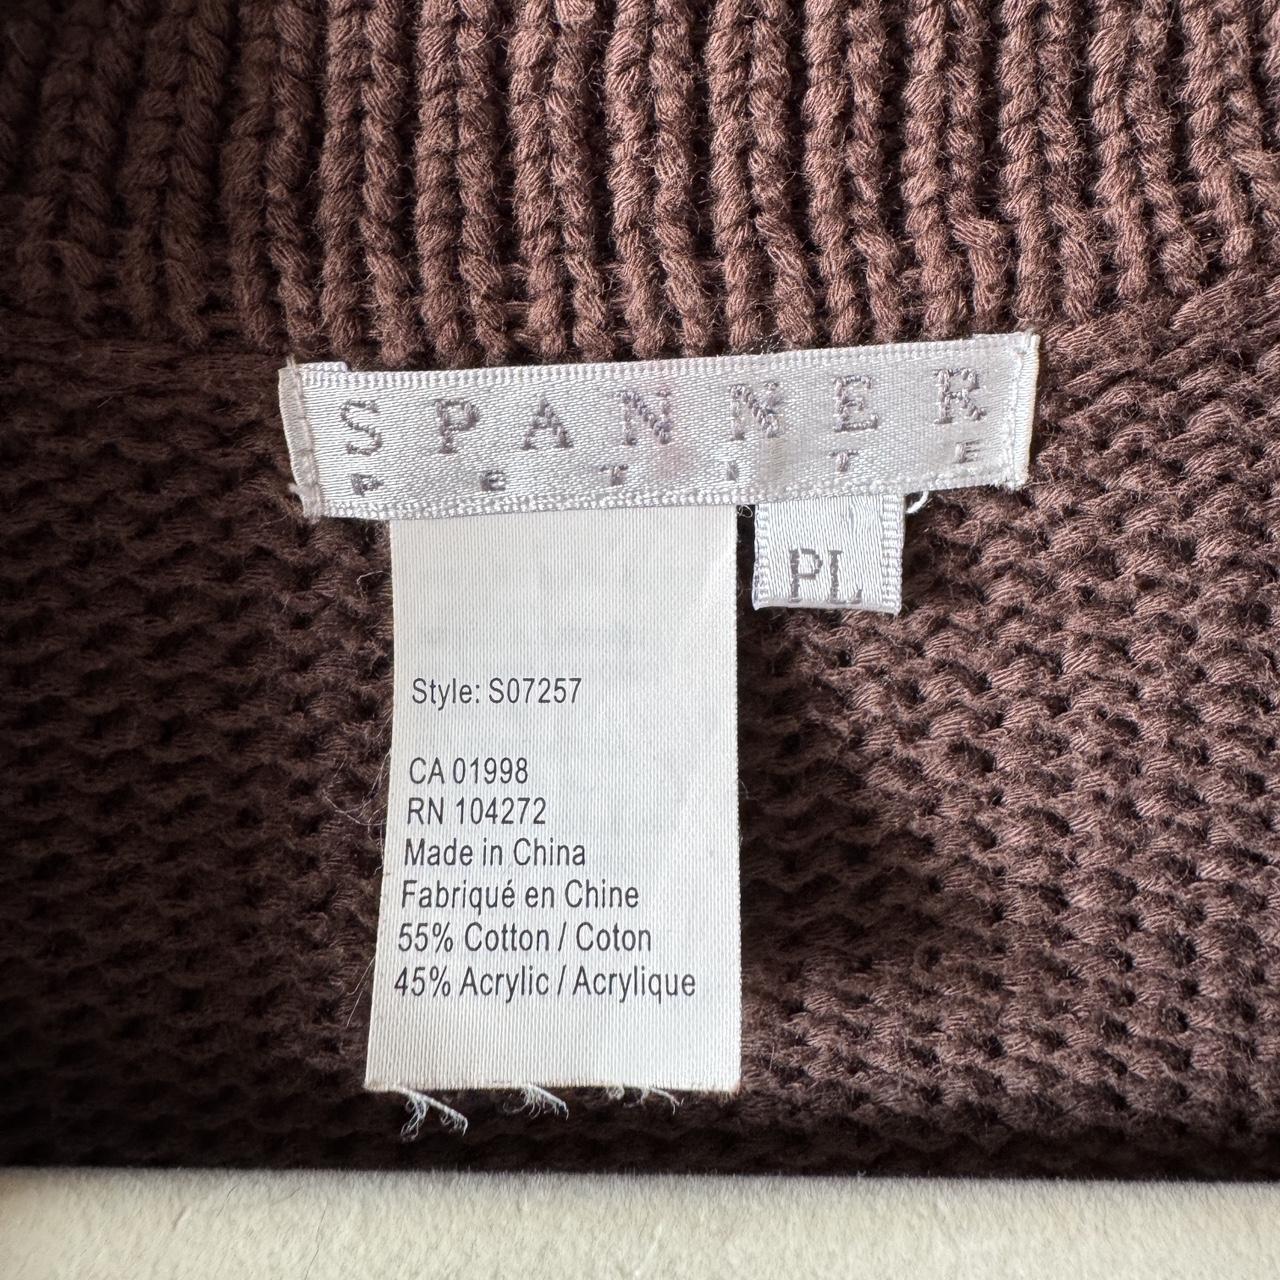 SPANNER
PETITE
PL
Style: S07257
CA 01998
RN 104272
Made in China
Fabriqué en Chine
55% Cotton / Coton
45% Acrylic / Acrylique